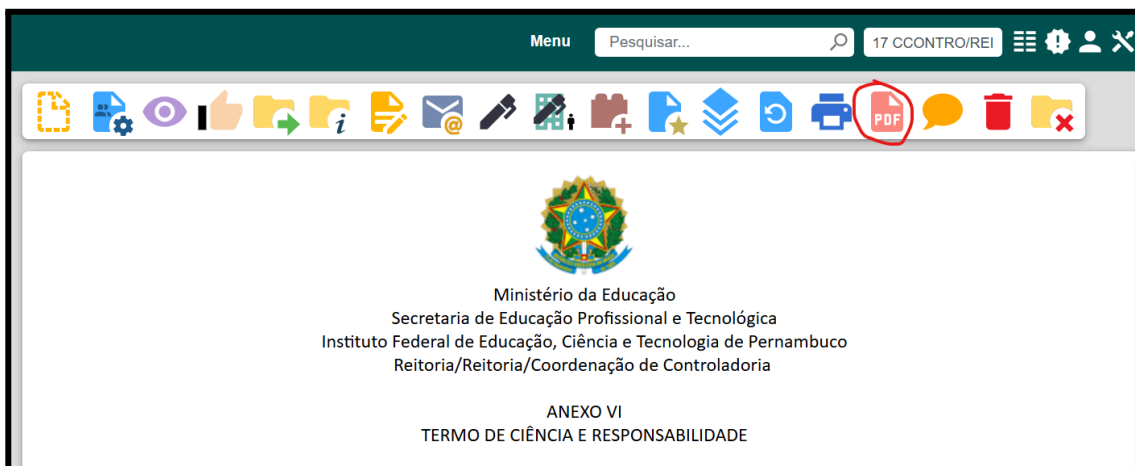 Menu
Pesquisar...
17 CCONTRO/REI
PDF
Ministério da Educação
Secretaria de Educação Profissional e Tecnológica
Instituto Federal de Educação, Ciência e Tecnologia de Pernambuco
Reitoria/Reitoria/Coordenação de Controladoria
ANEXO VI
TERMO DE CIÊNCIA E RESPONSABILIDADE